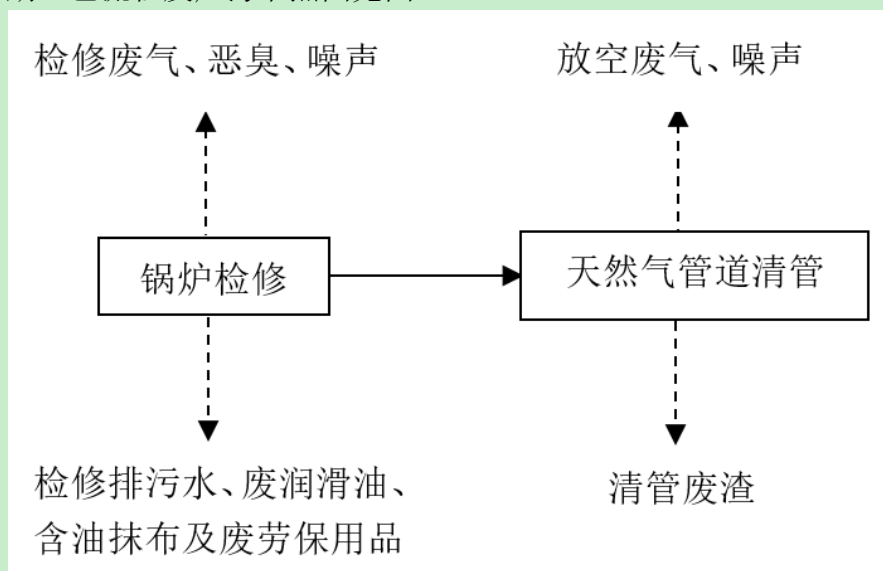 检修废气、恶臭、噪声
放空废气、噪声
锅炉检修
天然气管道清管
检修排污水、废润滑油、
含油抹布及废劳保用品
清管废渣